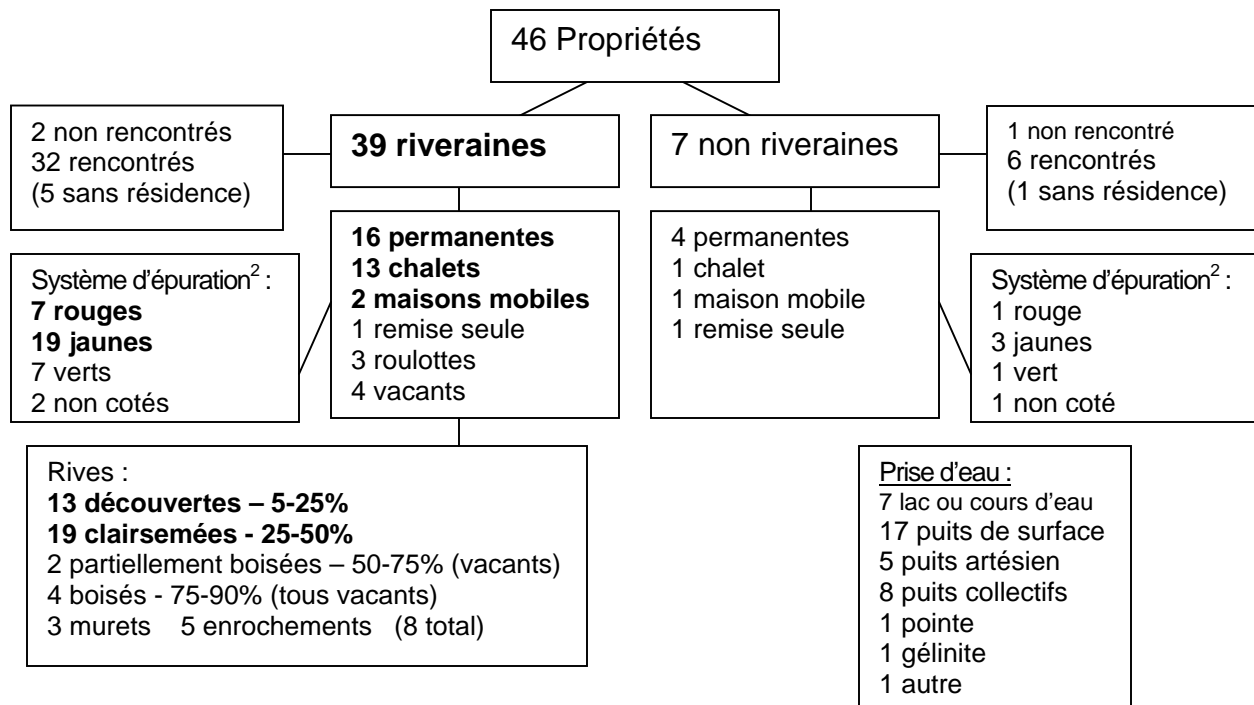 46 Propriétés
2 non rencontrés
32 rencontrés
(5 sans résidence)
39 riveraines
7 non riveraines
1 non rencontré
6 rencontrés
(1 sans résidence)
Système d'épuration² :
7 rouges
19 jaunes
7 verts
2 non cotés
16 permanentes
13 chalets
2 maisons mobiles
1 remise seule
3 roulottes
4 vacants
4 permanentes
1 chalet
1 maison mobile
1 remise seule
Système d'épuration² :
1 rouge
3 jaunes
1 vert
1 non coté
Rives :
13 découvertes – 5-25%
19 clairsemées - 25-50%
2 partiellement boisées – 50-75% (vacants)
4 boisés - 75-90% (tous vacants)
3 murets 5 enrochements (8 total)
Prise d'eau :
7 lac ou cours d'eau
17 puits de surface
5 puits artésien
8 puits collectifs
1 pointe
1 gélinite
1 autre